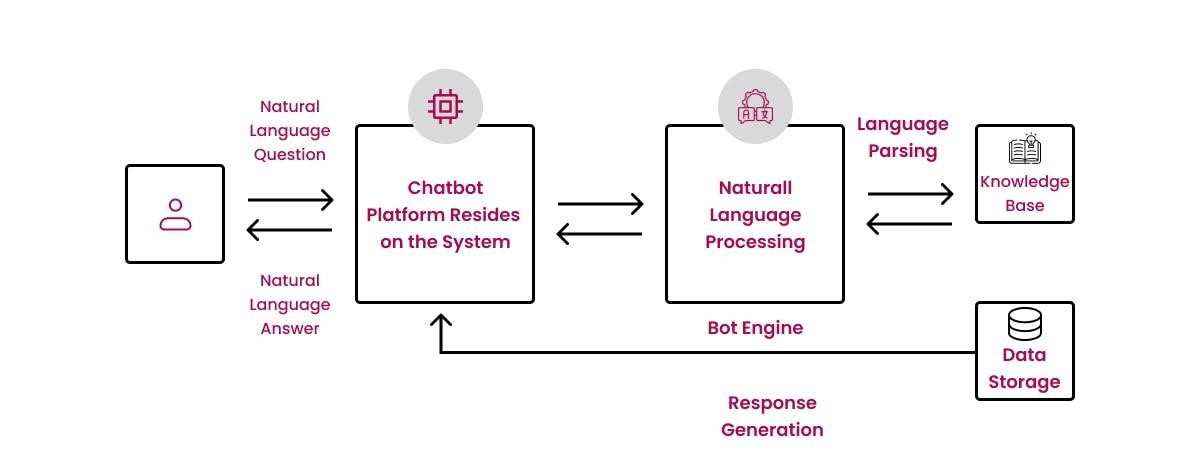 Natural
Language
Question
Natural
Language
Answer
Chatbot
Platform Resides
on the System
Naturall
Language
Processing
Bot Engine
Language
Parsing
Knowledge
Base
Data
Storage
Response
Generation